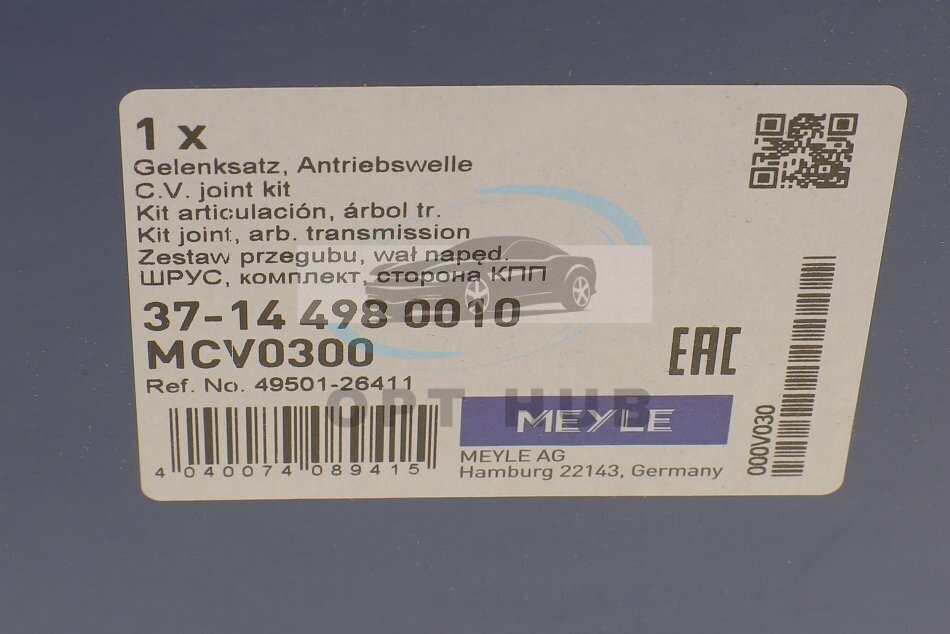 1 x
Gelenksatz, Antriebswelle
C.V. joint kit
Kit articulación, árbol tr.
Kit joint, arb. transmission
Zestaw przegubu, wał napęd.
ШРУС, комплект, сторона КПП
37-14 498 0010
MCV0300
Ref. No. 49501-26411
EAC
OPT HUB
MEYLE
MEYLE AG
Hamburg 22143, Germany
4 040074 089415
000V030